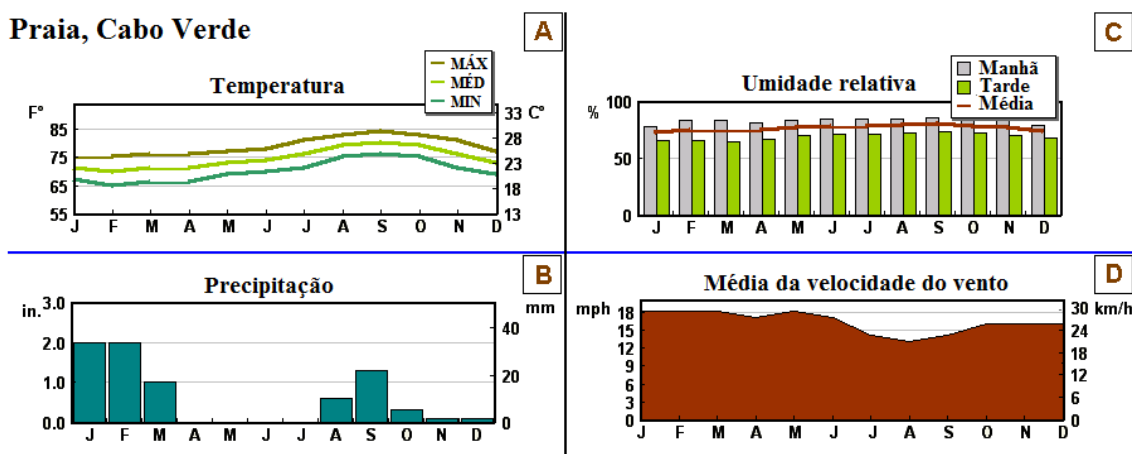 Praia, Cabo Verde
A
Temperatura
MÁX
MÉD
MIN
F°
C°
85
75
65
55
33
28
23
18
13
J F M A M J J A S O N D
C
Umidade relativa
Manhã
Tarde
Média
%
100
50
0
J F M A M J J A S O N D
B
Precipitação
in.
mm
3.0
2.0
1.0
0.0
40
20
0
J F M A M J J A S O N D
D
Média da velocidade do vento
mph
km/h
18
15
12
9
6
3
0
30
24
18
12
6
0
J F M A M J J A S O N D